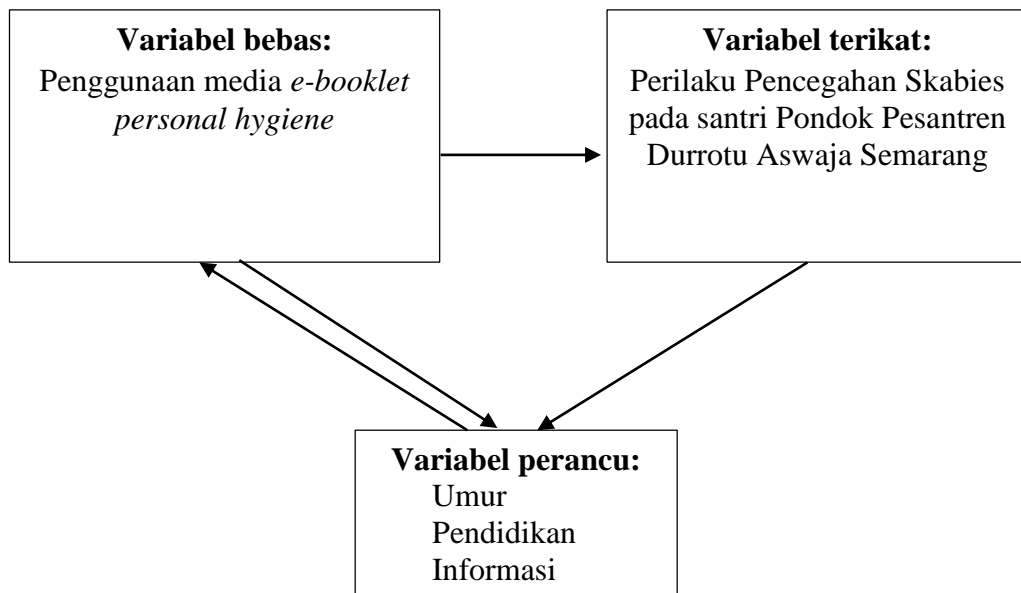 Variabel bebas:
Penggunaan media e-booklet
personal hygiene
Variabel terikat:
Perilaku Pencegahan Skabies
pada santri Pondok Pesantren
Durrotu Aswaja Semarang
Variabel perancu:
Umur
Pendidikan
Informasi